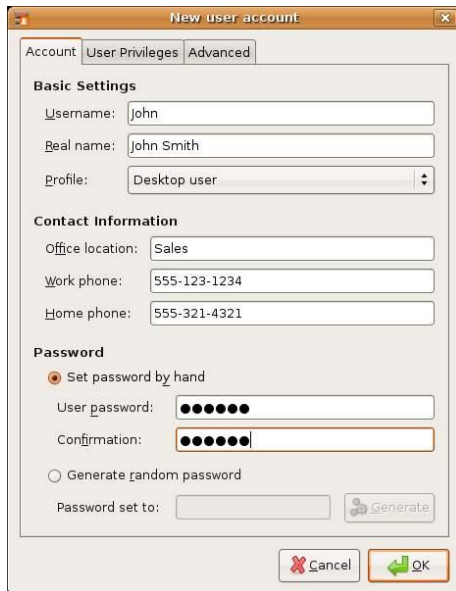 New user account
Account User Privileges Advanced
Basic Settings
Username: John
Real name: John Smith
Profile: Desktop user
Contact Information
Office location: Sales
Work phone: 555-123-1234
Home phone: 555-321-4321
Password
Set password by hand
User password: ●●●●●●
Confirmation: ●●●●●●
Generate random password
Password set to: Generate
Cancel OK